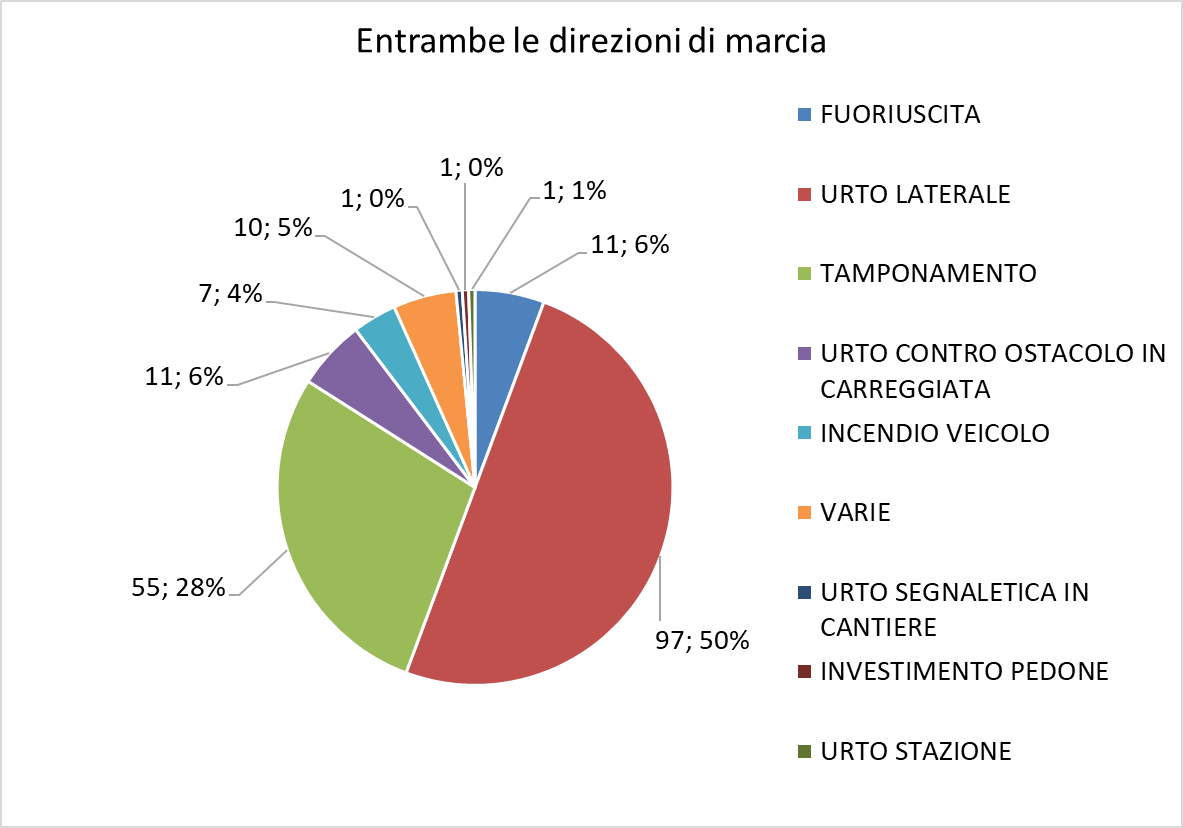 Entrambe le direzioni di marcia
1; 0%
1; 0%
1; 1%
10; 5%
11; 6%
7; 4%
11; 6%
55; 28%
97; 50%
FUORIUSCITA
URTO LATERALE
TAMPONAMENTO
URTO CONTRO OSTACOLO IN
CARREGGIATA
INCENDIO VEICOLO
VARIE
URTO SEGNALETICA IN
CANTIERE
INVESTIMENTO PEDONE
URTO STAZIONE